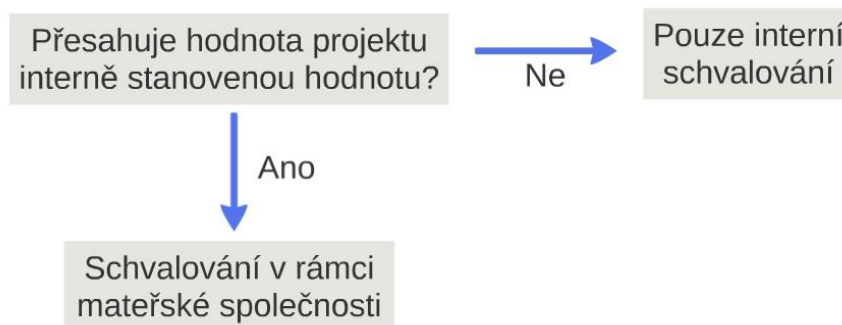 Přesahuje hodnota projektu
interně stanovenou hodnotu?
Ne
Pouze interní
schvalování
Ano
Schvalování v rámci
mateřské společnosti